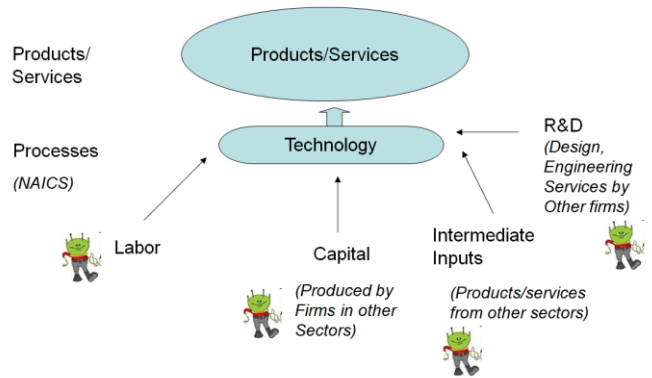 Products/
Services
Products/Services
Processes
(NAICS)
Technology
R&D
(Design,
Engineering
Services by
Other firms)
Labor
Capital
(Produced by
Firms in other
Sectors)
Intermediate
Inputs
(Products/services
from other sectors)